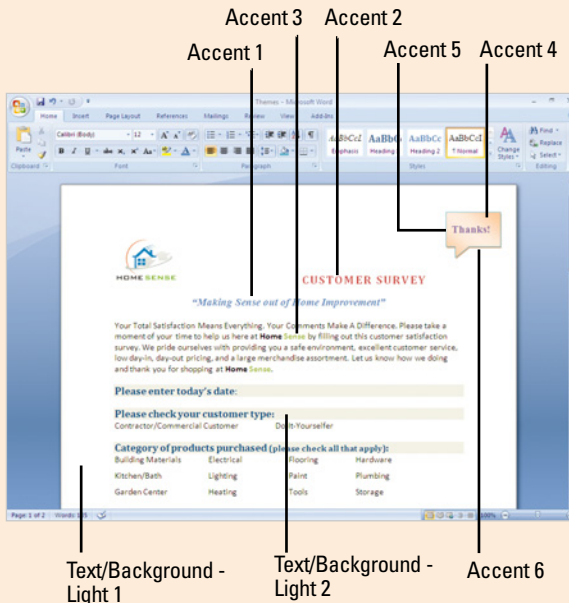 Accent 3 Accent 2
Accent 1 Accent 5 Accent 4
Themes - Microsoft Word
Home Insert Page Layout References Mailings Review View Add-Ins
Calibri (Body) 12
Paste
B I U abc x₂ x² Aa A
AaBbCcI AaBbC AaBbCc AaBbCcI
Emphasis Heading 1 Heading 2 ¶ Normal
Change Styles
Find
Replace
Select
Clipboard Font Paragraph Styles Editing
Thanks!
HOME SENSE
CUSTOMER SURVEY
“Making Sense out of Home Improvement”
Your Total Satisfaction Means Everything. Your Comments Make A Difference. Please take a
moment of your time to help us here at Home Sense by filling out this customer satisfaction
survey. We pride ourselves with providing you a safe environment, excellent customer service,
low day-in, day-out pricing, and a large merchandise assortment. Let us know how we doing
and thank you for shopping at Home Sense.
Please enter today's date:
Please check your customer type:
Contractor/Commercial Customer Do-It-Yourselfer
Category of products purchased (please check all that apply):
Building Materials Electrical Flooring Hardware
Kitchen/Bath Lighting Paint Plumbing
Garden Center Heating Tools Storage
Page: 1 of 2 Words: 100%
Text/Background -
Light 1
Text/Background -
Light 2
Accent 6